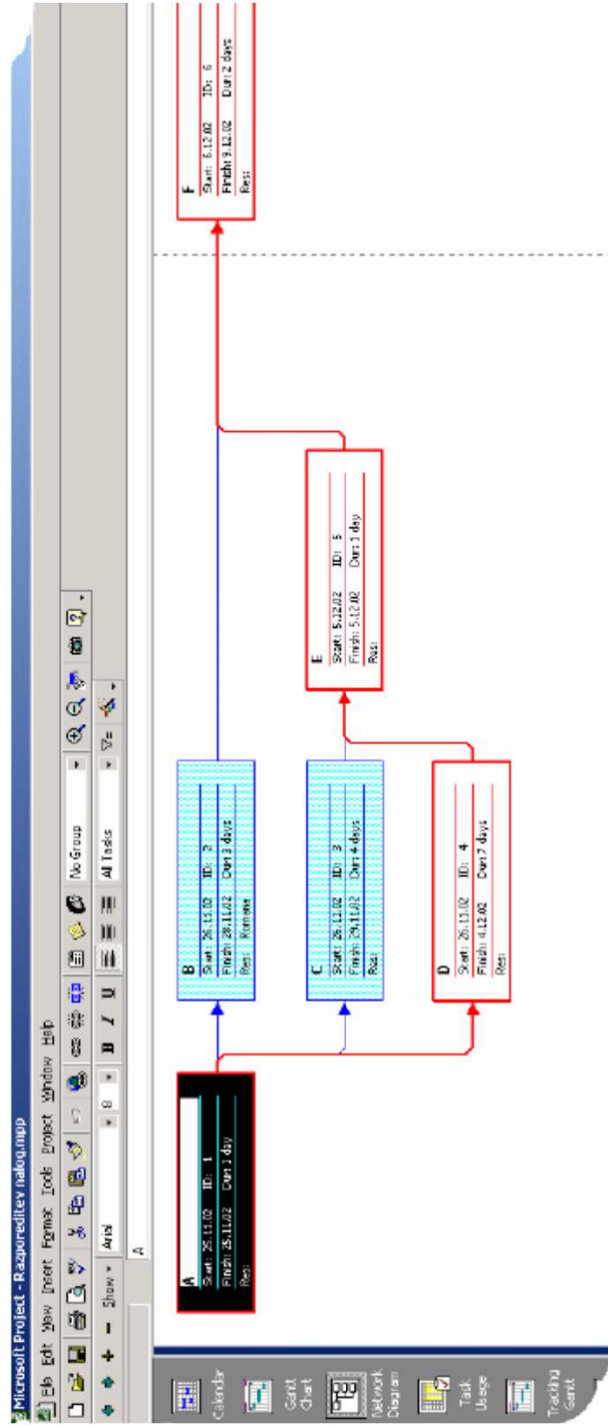 Microsoft Project - Razporeditev nalog.mpp
File Edit View Insert Format Tools Project Window Help
No Group
Show Arial 8 B I U All Tasks
A
Calendar
Gantt Chart
Network Diagram
Task Usage
Tracking Gantt
A
Start: 25.11.02 ID: 1
Finish: 25.11.02 Dur: 1 day
Res:
B
Start: 26.11.02 ID: 2
Finish: 28.11.02 Dur: 3 days
Res: Romana
C
Start: 26.11.02 ID: 3
Finish: 29.11.02 Dur: 4 days
Res:
D
Start: 26.11.02 ID: 4
Finish: 4.12.02 Dur: 7 days
Res:
E
Start: 5.12.02 ID: 5
Finish: 5.12.02 Dur: 1 day
Res:
F
Start: 6.12.02 ID: 6
Finish: 9.12.02 Dur: 2 days
Res: